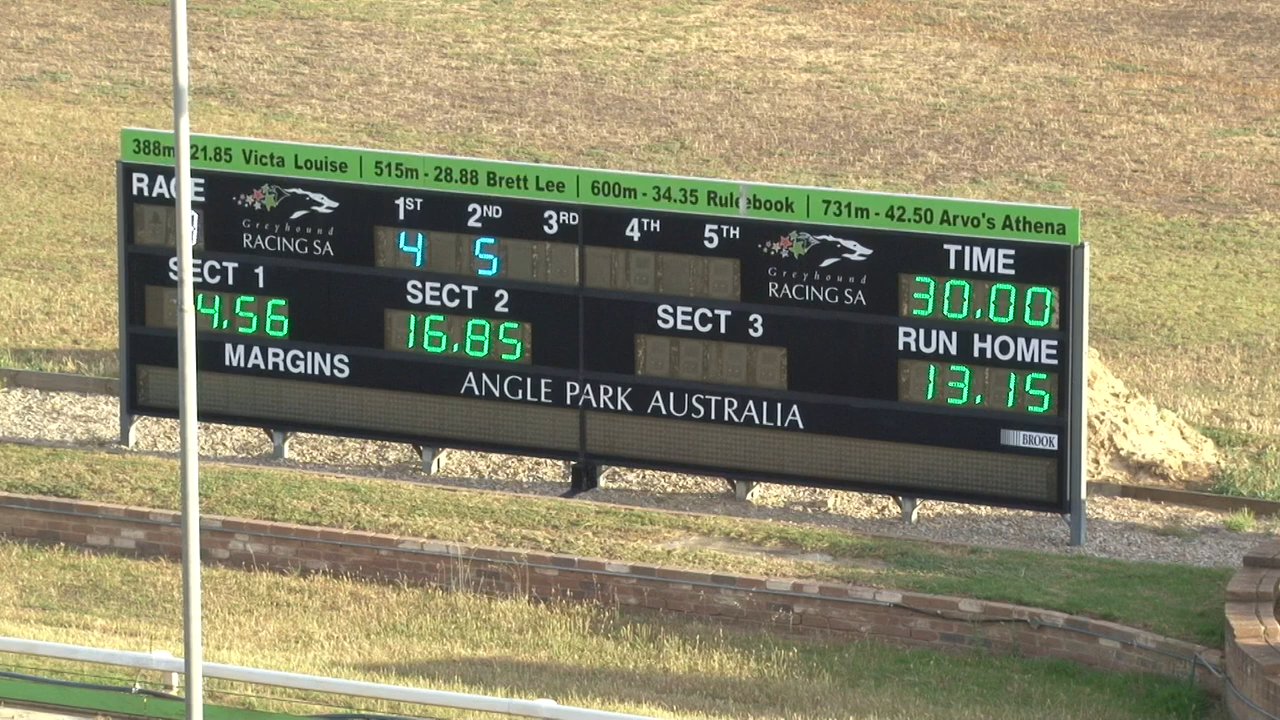 388m 21.85 Victa Louise | 515m - 28.88 Brett Lee | 600m - 34.35 Rulebook | 731m - 42.50 Arvo's Athena
RACE
Greyhound
RACING SA
1ST 2ND 3RD 4TH 5TH
4 5
Greyhound
RACING SA
TIME
30.00
SECT 1
4.56
SECT 2
16.85
SECT 3
RUN HOME
13.15
MARGINS
ANGLE PARK AUSTRALIA
BROOK